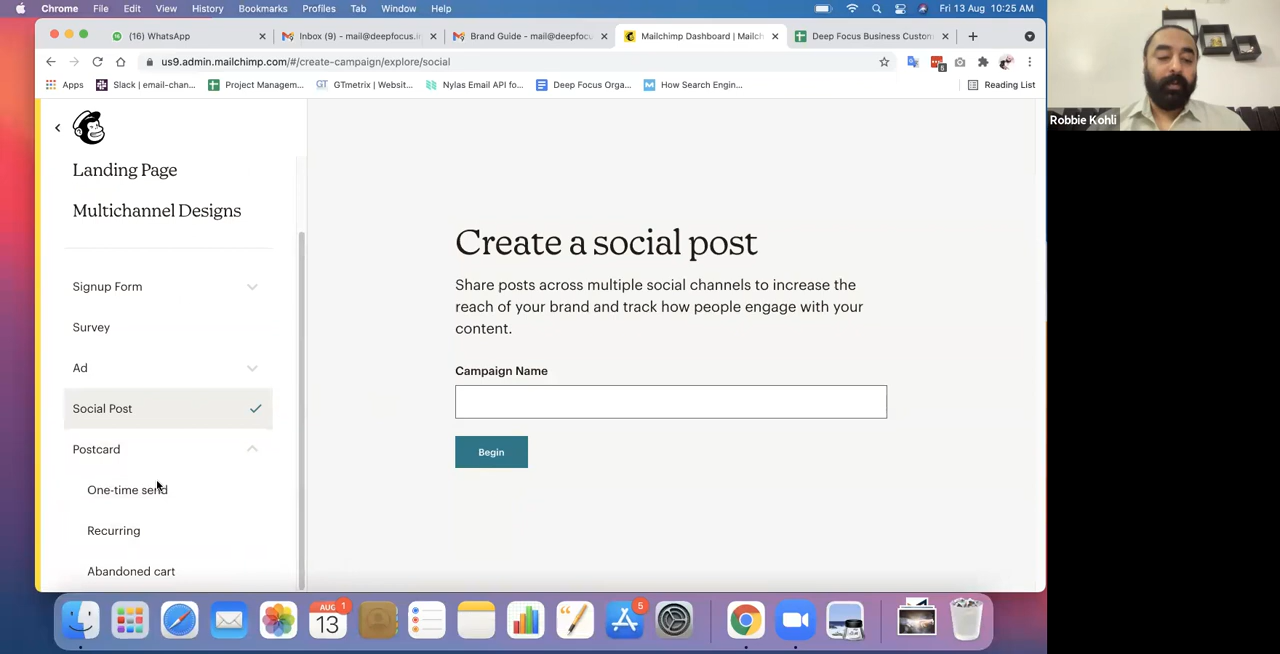 Chrome File Edit View History Bookmarks Profiles Tab Window Help Fri 13 Aug 10:25 AM
(16) WhatsApp
Inbox (9) - mail@deepfocus.i
Brand Guide - mail@deepfocu
Mailchimp Dashboard | Mailch
Deep Focus Business Custom
us9.admin.mailchimp.com/#/create-campaign/explore/social
6
Apps
Slack | email-chan...
Project Managem...
GT GTmetrix | Websit...
Nylas Email API fo...
Deep Focus Orga...
How Search Engin...
Reading List
Robbie Kohli
Landing Page
Multichannel Designs
Signup Form
Survey
Ad
Social Post
Postcard
One-time send
Recurring
Abandoned cart
Create a social post
Share posts across multiple social channels to increase the
reach of your brand and track how people engage with your
content.
Campaign Name
Begin
AUG 1
13
5